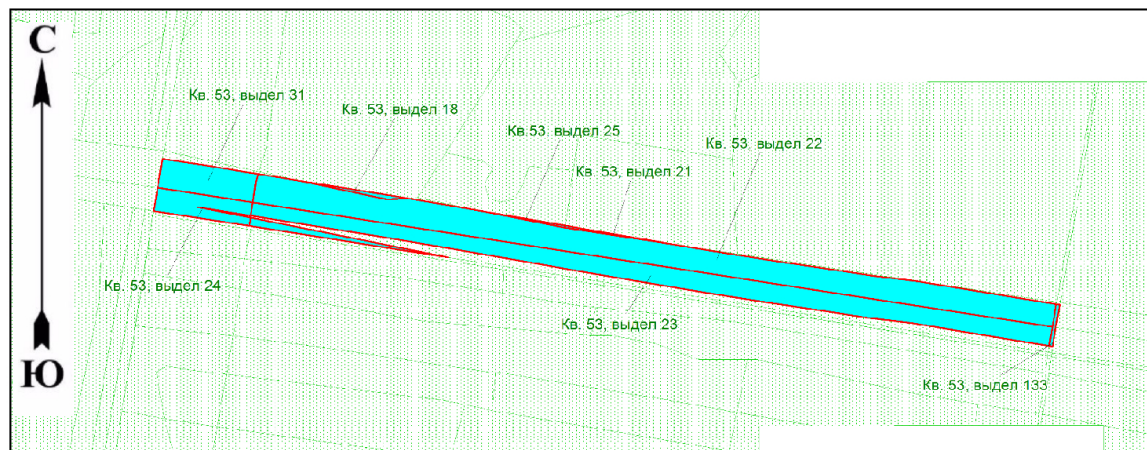 С
Кв. 53, выдел 31
Кв. 53, выдел 18
Кв.53, выдел 25
Кв. 53, выдел 22
Кв. 53, выдел 21
Кв. 53, выдел 24
Кв. 53, выдел 23
Ю
Кв. 53, выдел 133